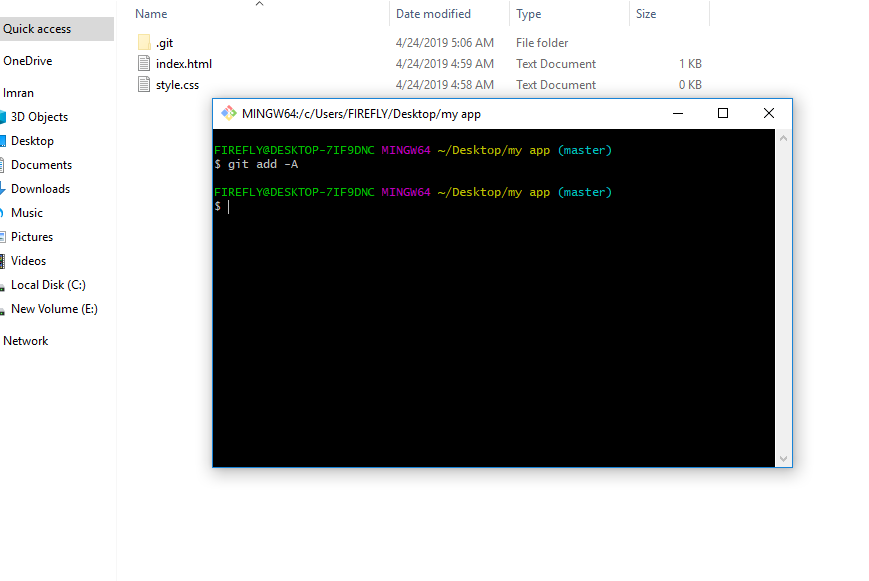 Name Date modified Type Size
Quick access
.git 4/24/2019 5:06 AM File folder
index.html 4/24/2019 4:59 AM Text Document 1 KB
style.css 4/24/2019 4:58 AM Text Document 0 KB
OneDrive
Imran
3D Objects
Desktop
Documents
Downloads
Music
Pictures
Videos
Local Disk (C:)
New Volume (E:)
Network
MINGW64:/c/Users/FIREFLY/Desktop/my app
FIREFLY@DESKTOP-7IF9DNC MINGW64 ~/Desktop/my app (master)
$ git add -A
FIREFLY@DESKTOP-7IF9DNC MINGW64 ~/Desktop/my app (master)
$